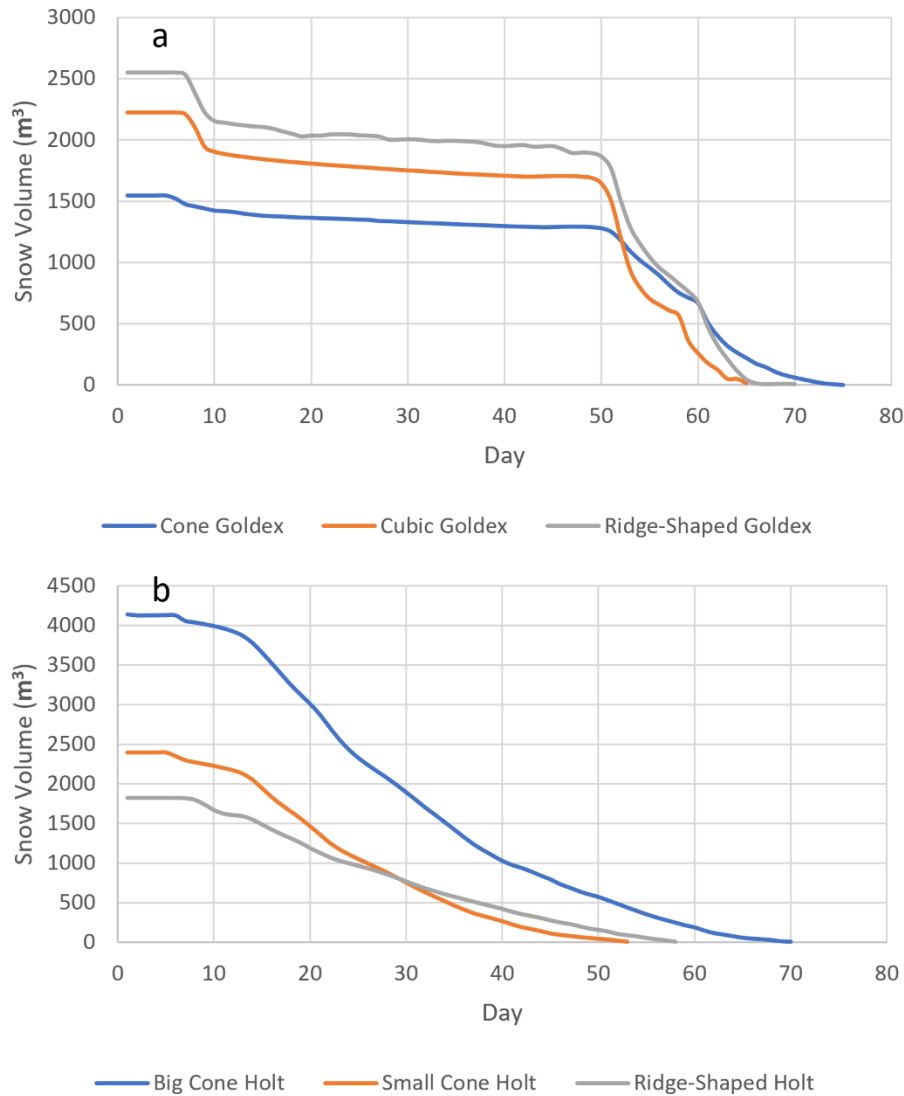 a
3000
2500
2000
1500
1000
500
0
Snow Volume (m³)
0 10 20 30 40 50 60 70 80
Day
Cone Goldex Cubic Goldex Ridge-Shaped Goldex
b
4500
4000
3500
3000
2500
2000
1500
1000
500
0
Snow Volume (m³)
0 10 20 30 40 50 60 70 80
Day
Big Cone Holt Small Cone Holt Ridge-Shaped Holt